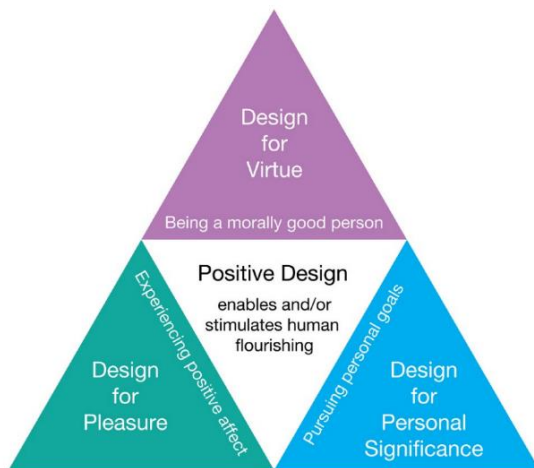 Design
for
Virtue
Being a morally good person
Positive Design
enables and/or
stimulates human
flourishing
Experiencing positive affect
Pursuing personal goals
Design
for
Pleasure
Design
for
Personal
Significance